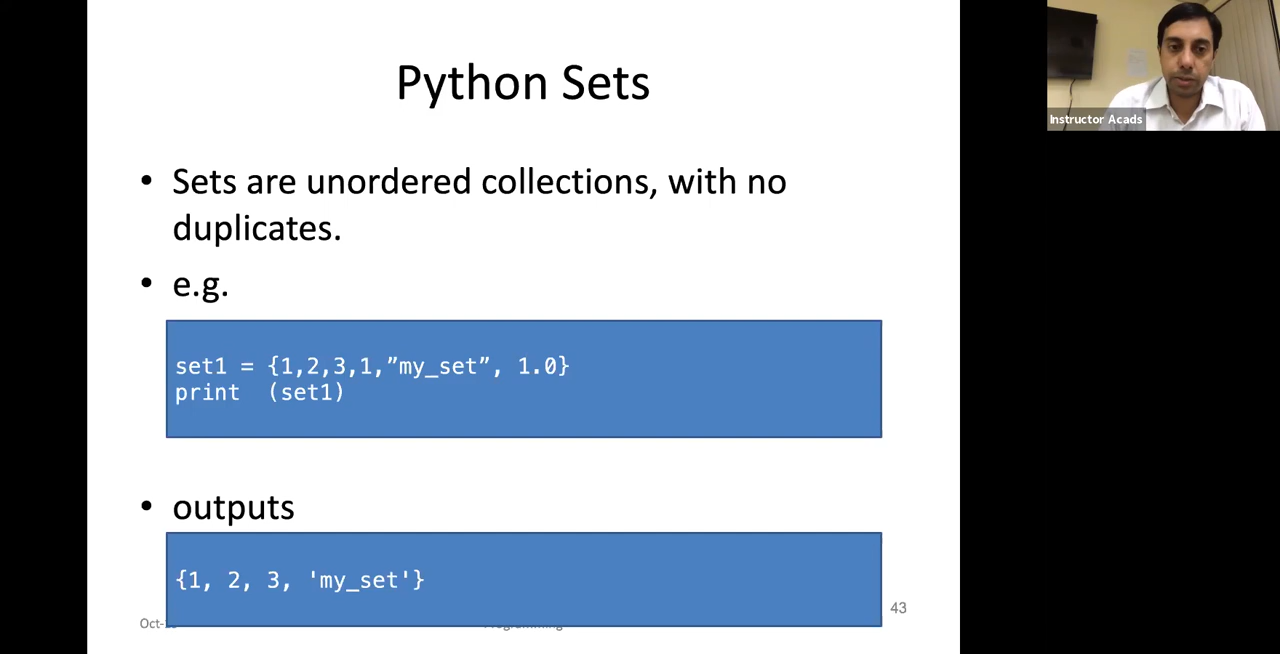 Python Sets
• Sets are unordered collections, with no
duplicates.
• e.g.
set1 = {1,2,3,1,”my_set”, 1.0}
print  (set1)
• outputs
{1, 2, 3, 'my_set'}
43
Instructor Acads